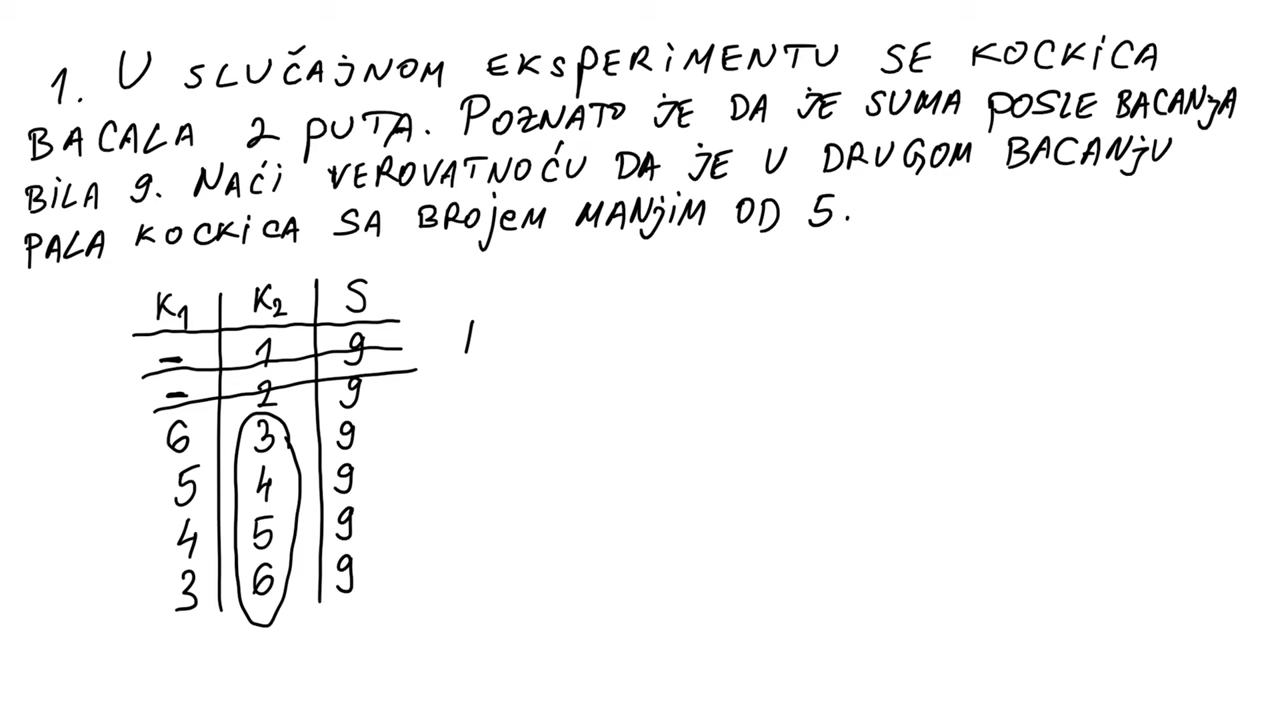 1. U SLUČAJNOM EKSPERIMENTU SE KOCKICA
BACALA 2 PUTA. POZNATO JE DA JE SUMA POSLE BACANJA
BILA 9. NAĆI VEROVATNOĆU DA JE U DRUGOM BACANJU
PALA KOCKICA SA BROJEM MANJIM OD 5.
K1 K2 S
- 1 9
- 2 9
6 3 9
5 4 9
4 5 9
3 6 9